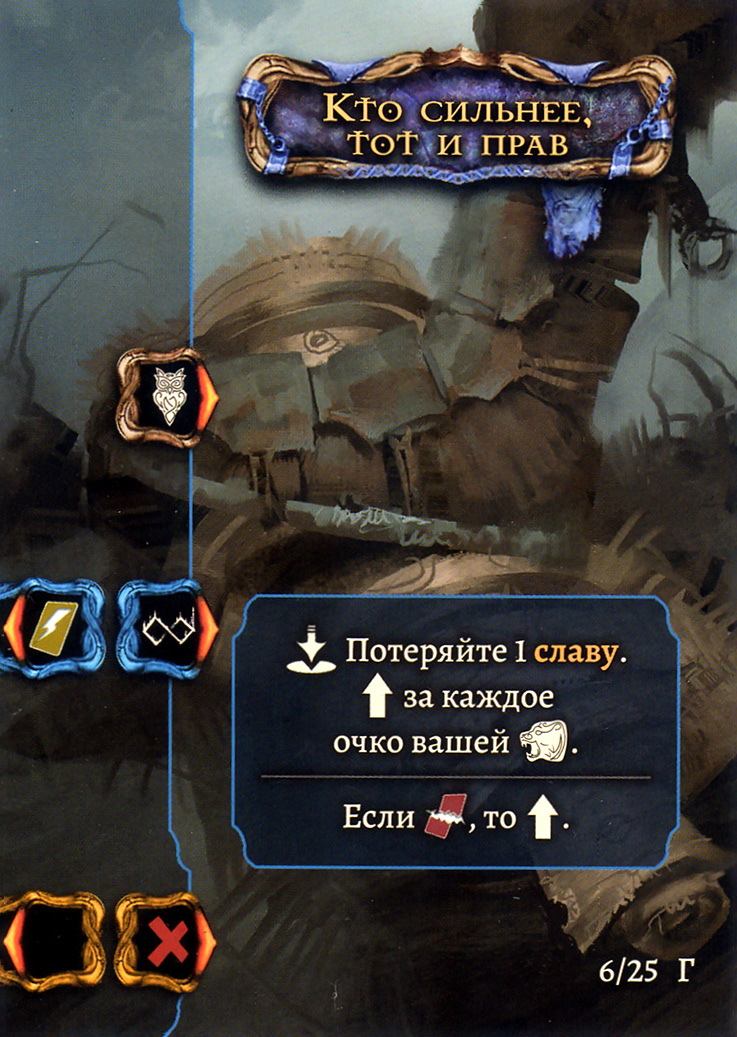 Кто сильнее,
тот и прав
Потеряйте 1 славу.
за каждое
очко вашей .
Если , то .
6/25 Г